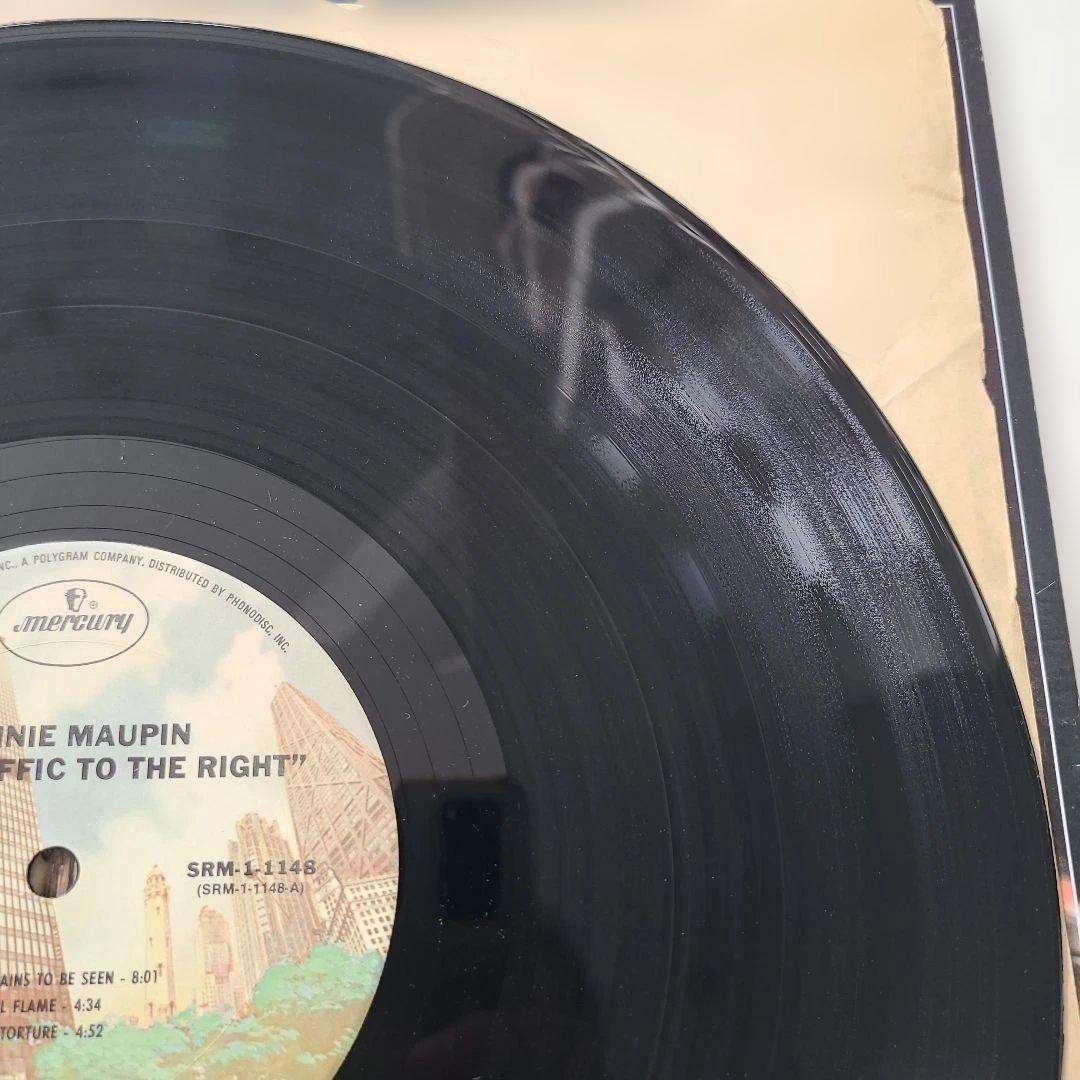 NC., A POLYGRAM COMPANY. DISTRIBUTED BY PHONODISC, INC.
mercury
NNIE MAUPIN
FFIC TO THE RIGHT”
SRM-1-1148
(SRM-1-1148-A)
AINS TO BE SEEN - 8:01
L FLAME - 4:34
TORTURE - 4:52